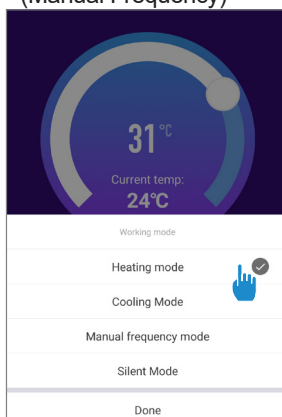 (Manual Frequency)
31°C
Current temp:
24°C
Working mode
Heating mode
Cooling Mode
Manual frequency mode
Silent Mode
Done